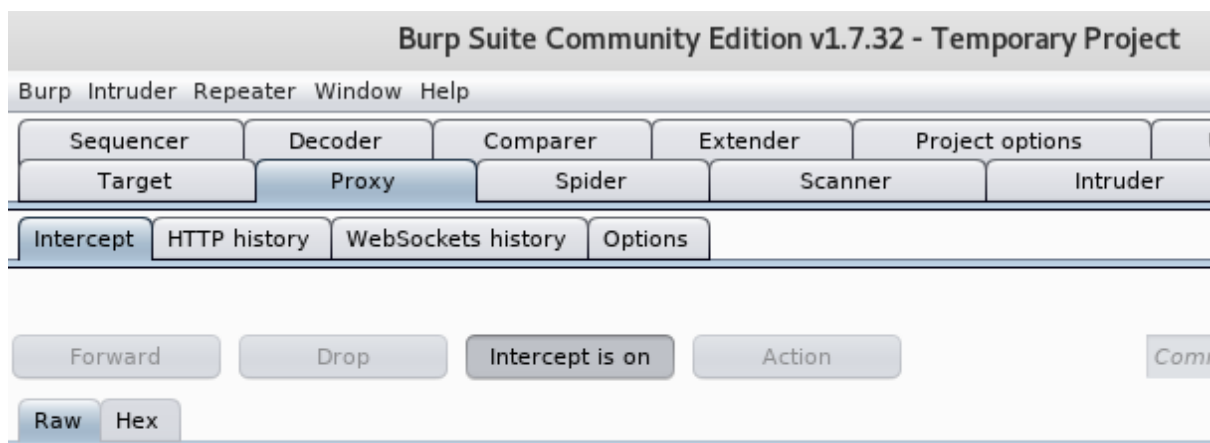 Burp Suite Community Edition v1.7.32 - Temporary Project
Burp Intruder Repeater Window Help
Sequencer Decoder Comparer Extender Project options
Target Proxy Spider Scanner Intruder
Intercept HTTP history WebSockets history Options
Forward Drop Intercept is on Action
Raw Hex